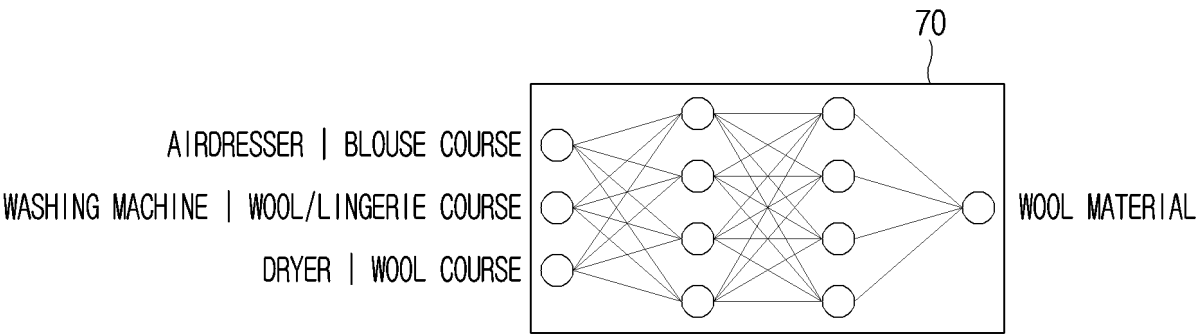 70
AIRDRESSER | BLOUSE COURSE
WASHING MACHINE | WOOL/LINGERIE COURSE
WOOL MATERIAL
DRYER | WOOL COURSE